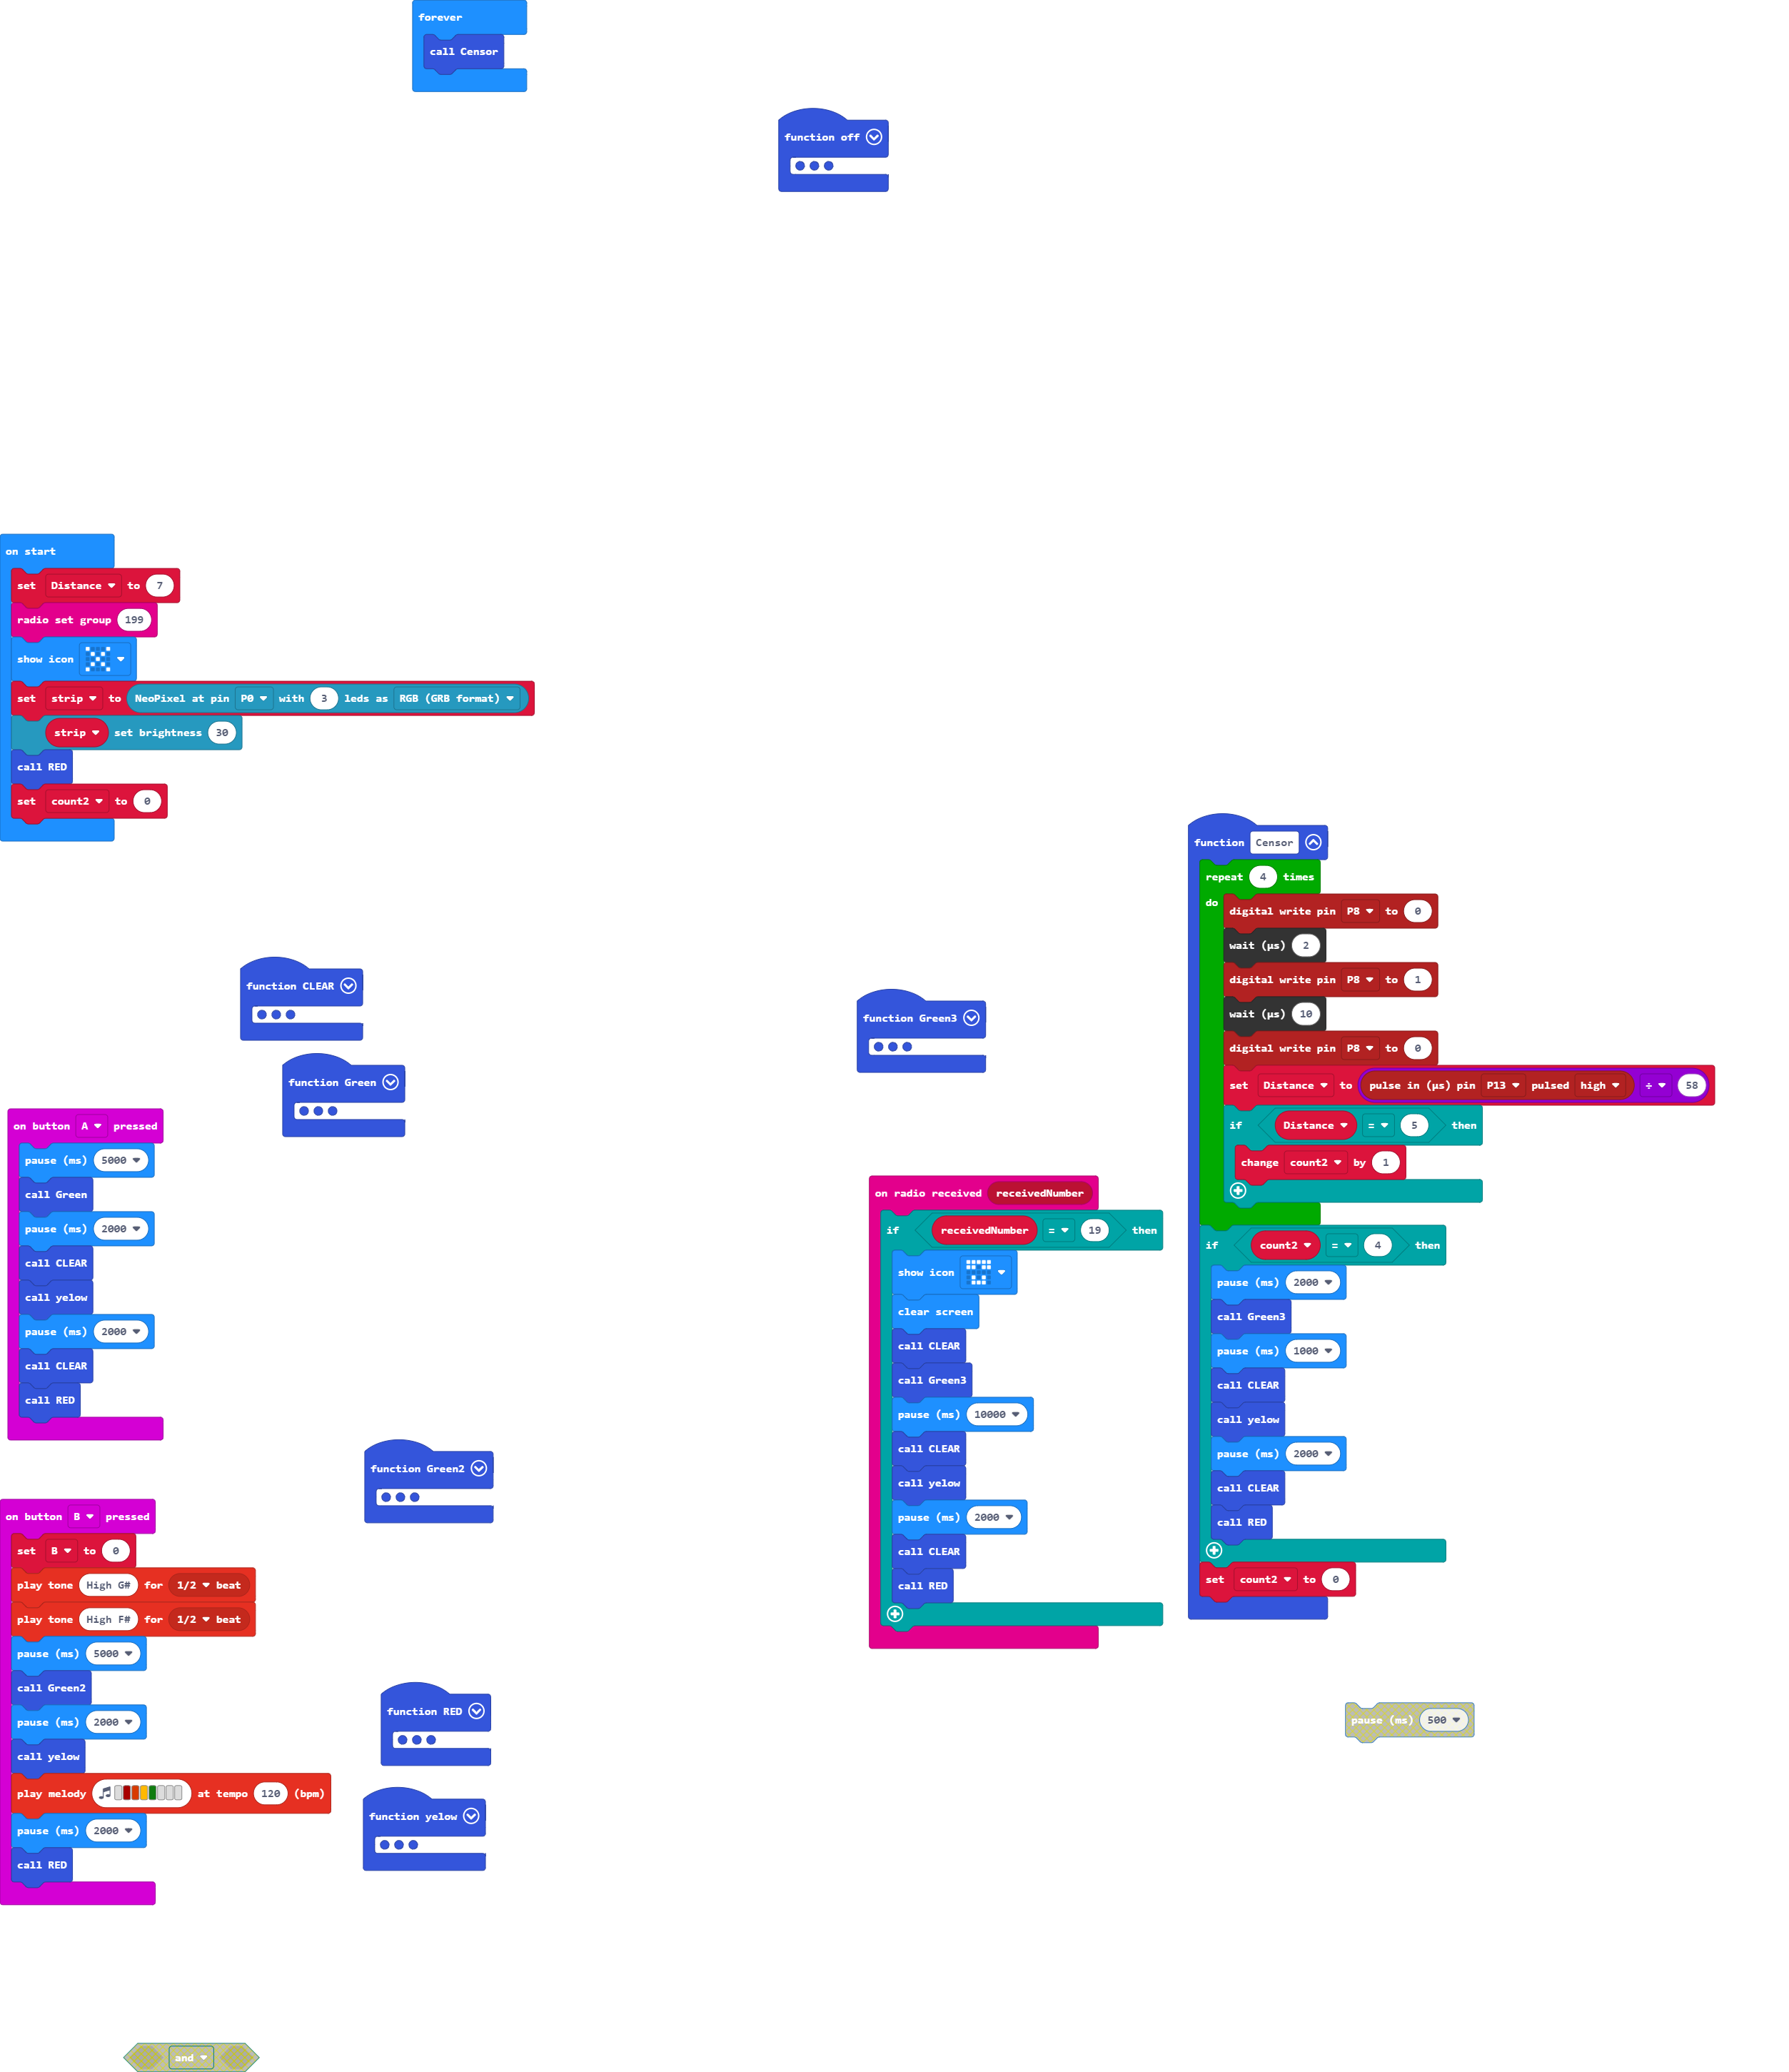 forever
call Censor
function off
on start
set Distance to 7
radio set group 199
show icon
set strip to NeoPixel at pin P0 with 3 leds as RGB (GRB format)
strip set brightness 30
call RED
set count2 to 0
function CLEAR
function Green
on button A pressed
pause (ms) 5000
call Green
pause (ms) 2000
call CLEAR
call yelow
pause (ms) 2000
call CLEAR
call RED
function Green2
on button B pressed
set B to 0
play tone High G# for 1/2 beat
play tone High F# for 1/2 beat
pause (ms) 5000
call Green2
pause (ms) 2000
call yelow
play melody at tempo 120 (bpm)
pause (ms) 2000
call RED
function RED
function yelow
function Green3
on radio received receivedNumber
if receivedNumber = 19 then
show icon
clear screen
call CLEAR
call Green3
pause (ms) 10000
call CLEAR
call yelow
pause (ms) 2000
call CLEAR
call RED
function Censor
repeat 4 times
do
digital write pin P8 to 0
wait (µs) 2
digital write pin P8 to 1
wait (µs) 10
digital write pin P8 to 0
set Distance to pulse in (µs) pin P13 pulsed high ÷ 58
if Distance = 5 then
change count2 by 1
if count2 = 4 then
pause (ms) 2000
call Green3
pause (ms) 1000
call CLEAR
call yelow
pause (ms) 2000
call CLEAR
call RED
set count2 to 0
pause (ms) 500
and